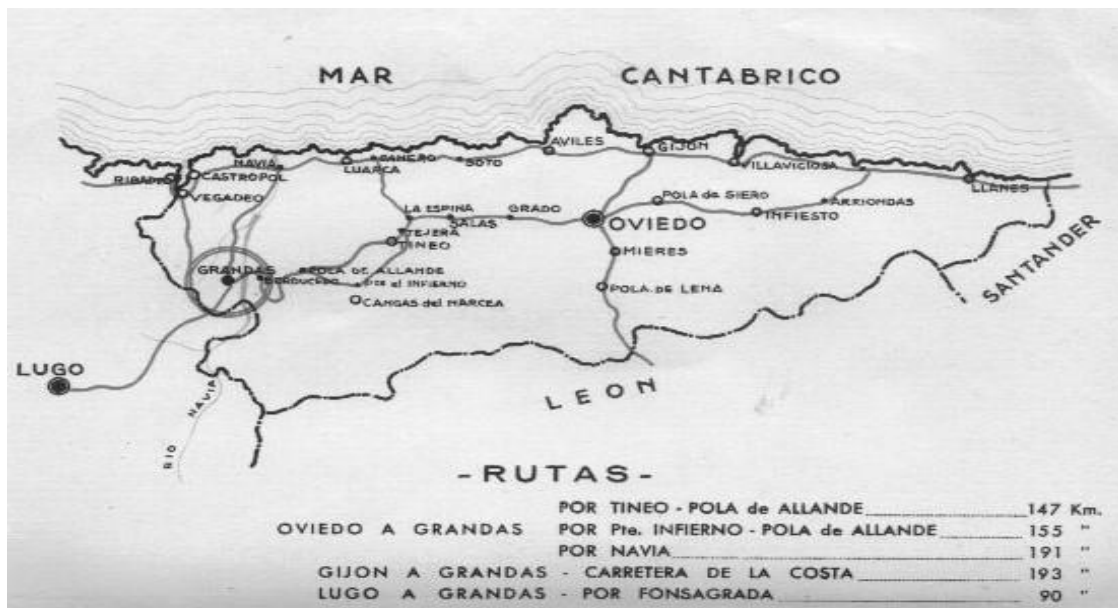 MAR CANTABRICO
AVILES
GIJON
NAVIA
LUARCA
CANERO
SOTO
VILLAVICIOSA
RIBADEO
CASTROPOL
VEGADEO
LLANES
POLA de SIERO
ARRIONDAS
INFIESTO
LA ESPINA
SALAS
GRADO
OVIEDO
TEJERA
TINEO
MIERES
GRANDAS
BERDUCEDO
POLA DE ALLANDE
Pte el INFIERNO
CANGAS del NARCEA
POLA DE LENA
SANTANDER
LUGO
LEON
RIO NAVIA
-RUTAS-
POR TINEO - POLA de ALLANDE 147 Km.
OVIEDO A GRANDAS POR Pte. INFIERNO - POLA de ALLANDE 155 "
POR NAVIA 191 "
GIJON A GRANDAS - CARRETERA DE LA COSTA 193 "
LUGO A GRANDAS - POR FONSAGRADA 90 "